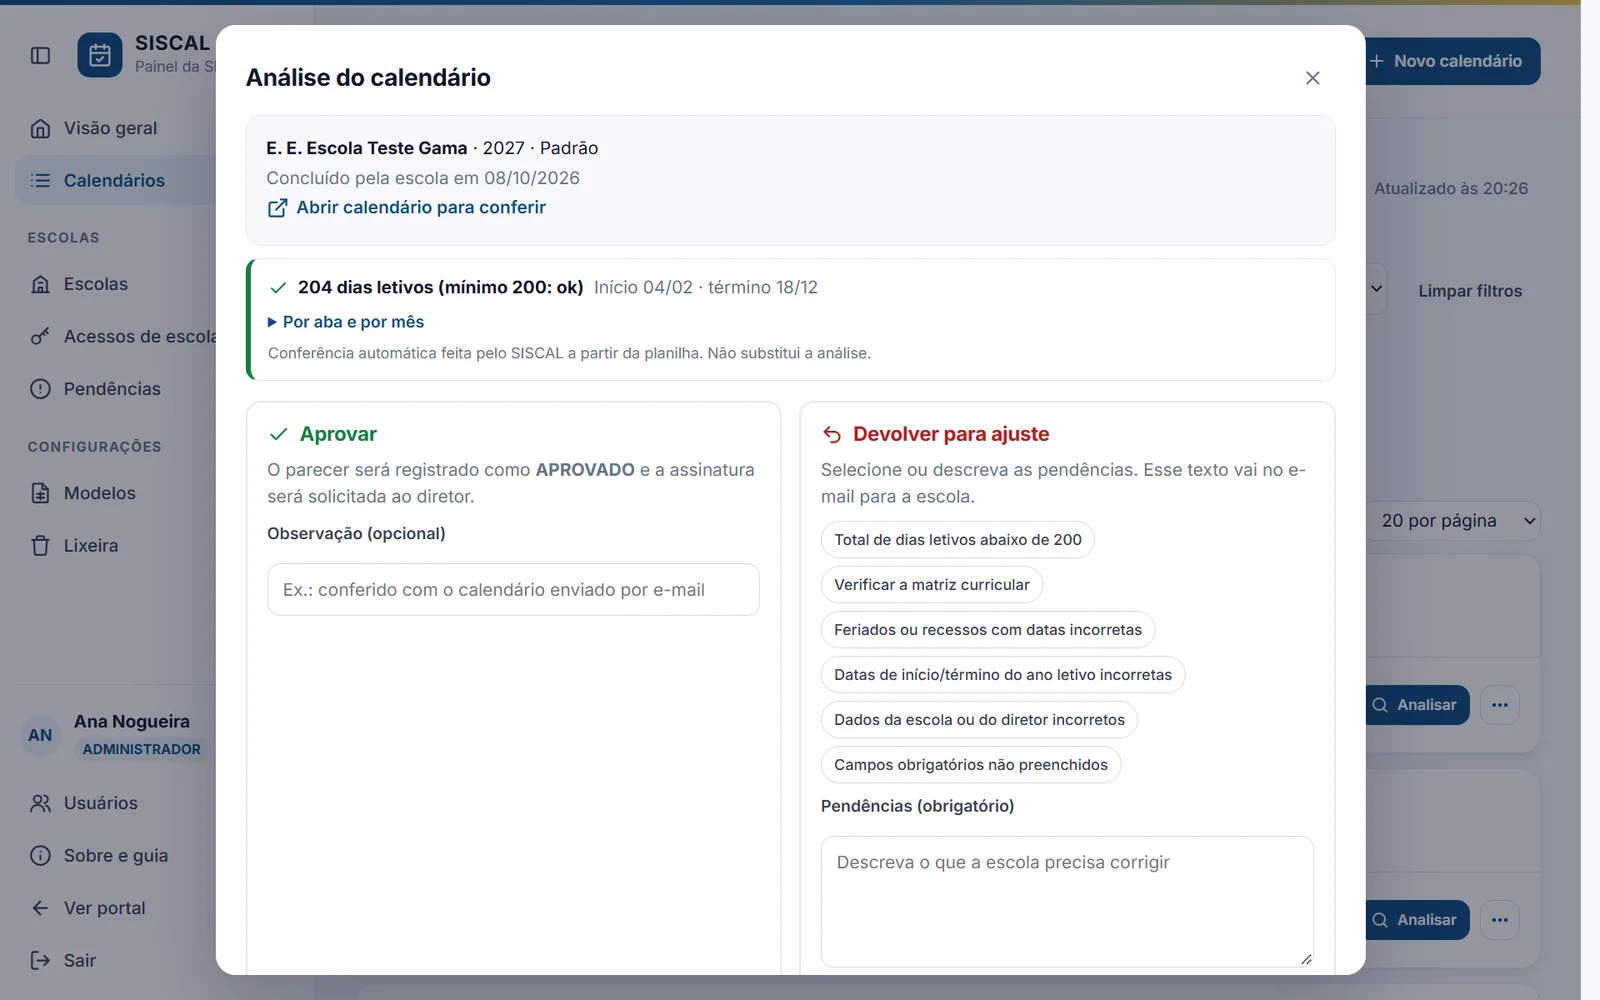 SISCAL
Painel da S
Visão geral
Calendários
ESCOLAS
Escolas
Acessos de escola
Pendências
CONFIGURAÇÕES
Modelos
Lixeira
AN
Ana Nogueira
ADMINISTRADOR
Usuários
Sobre e guia
Ver portal
Sair
Análise do calendário
E. E. Escola Teste Gama · 2027 · Padrão
Concluído pela escola em 08/10/2026
Abrir calendário para conferir
204 dias letivos (mínimo 200: ok) Início 04/02 · término 18/12
Por aba e por mês
Conferência automática feita pelo SISCAL a partir da planilha. Não substitui a análise.
Aprovar
O parecer será registrado como APROVADO e a assinatura
será solicitada ao diretor.
Observação (opcional)
Ex.: conferido com o calendário enviado por e-mail
Devolver para ajuste
Selecione ou descreva as pendências. Esse texto vai no e-
mail para a escola.
Total de dias letivos abaixo de 200
Verificar a matriz curricular
Feriados ou recessos com datas incorretas
Datas de início/término do ano letivo incorretas
Dados da escola ou do diretor incorretos
Campos obrigatórios não preenchidos
Pendências (obrigatório)
Descreva o que a escola precisa corrigir
Novo calendário
Atualizado às 20:26
Limpar filtros
20 por página
Analisar
Analisar